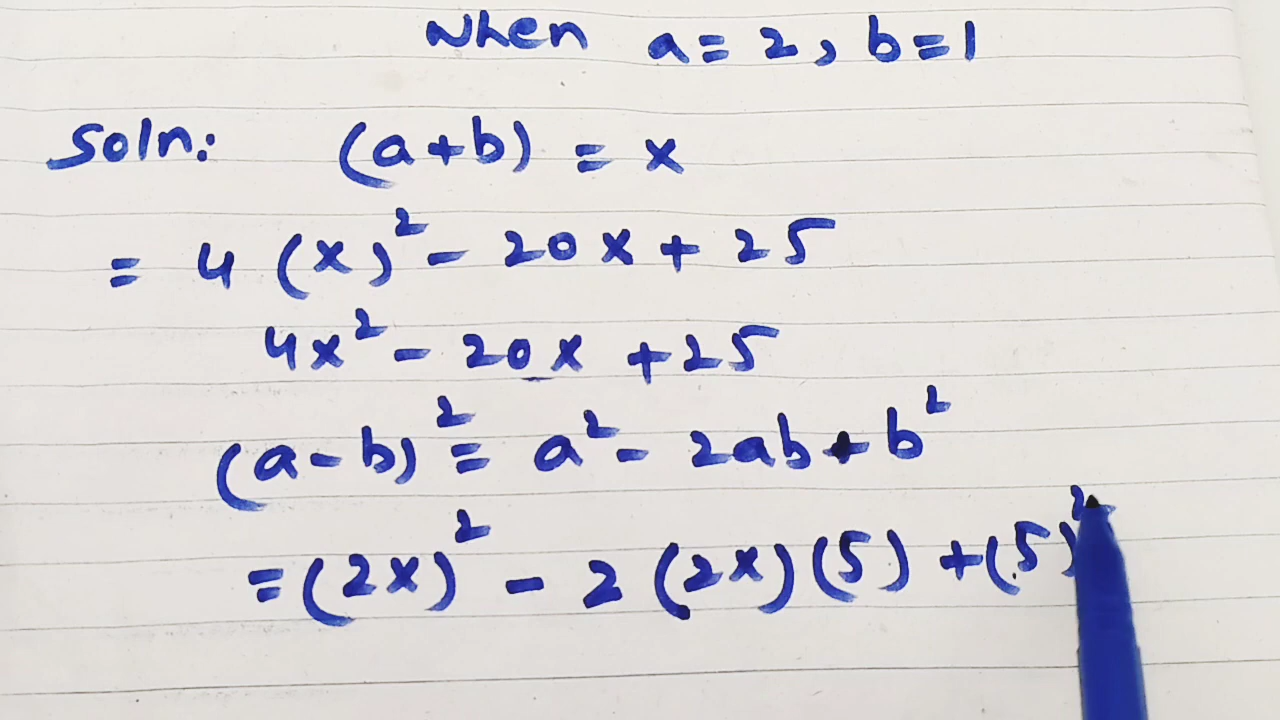 When a = 2, b = 1
Soln: (a+b) = x
= 4 (x)² - 20x + 25
4x² - 20x + 25
(a-b)² = a² - 2ab + b²
= (2x)² - 2 (2x) (5) + (5)²